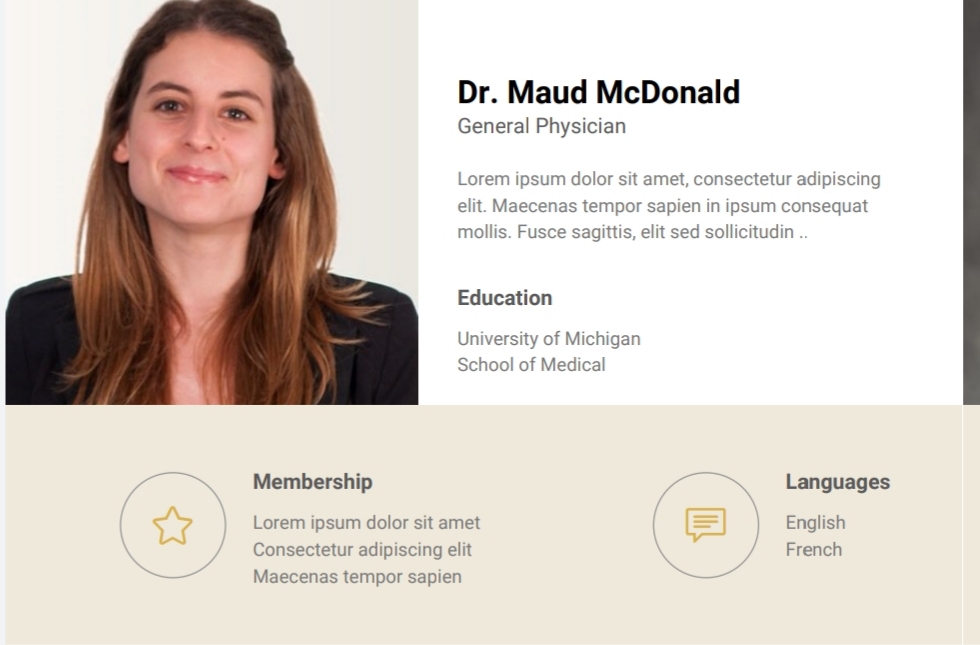 Dr. Maud McDonald
General Physician
Lorem ipsum dolor sit amet, consectetur adipiscing
elit. Maecenas tempor sapien in ipsum consequat
mollis. Fusce sagittis, elit sed sollicitudin ..
Education
University of Michigan
School of Medical
Membership
Lorem ipsum dolor sit amet
Consectetur adipiscing elit
Maecenas tempor sapien
Languages
English
French